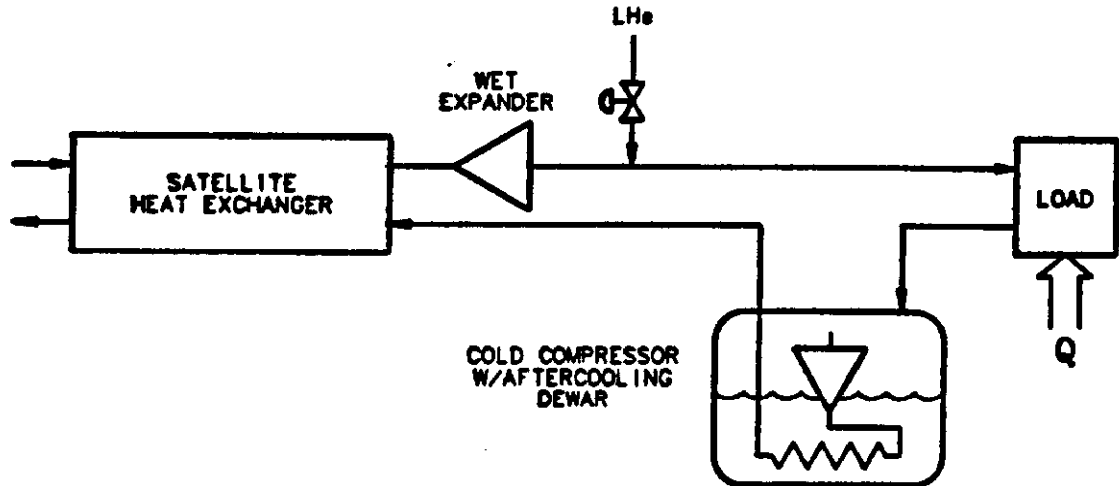 LHe
WET
EXPANDER
SATELLITE
HEAT EXCHANGER
LOAD
Q
COLD COMPRESSOR
W/AFTERCOOLING
DEWAR